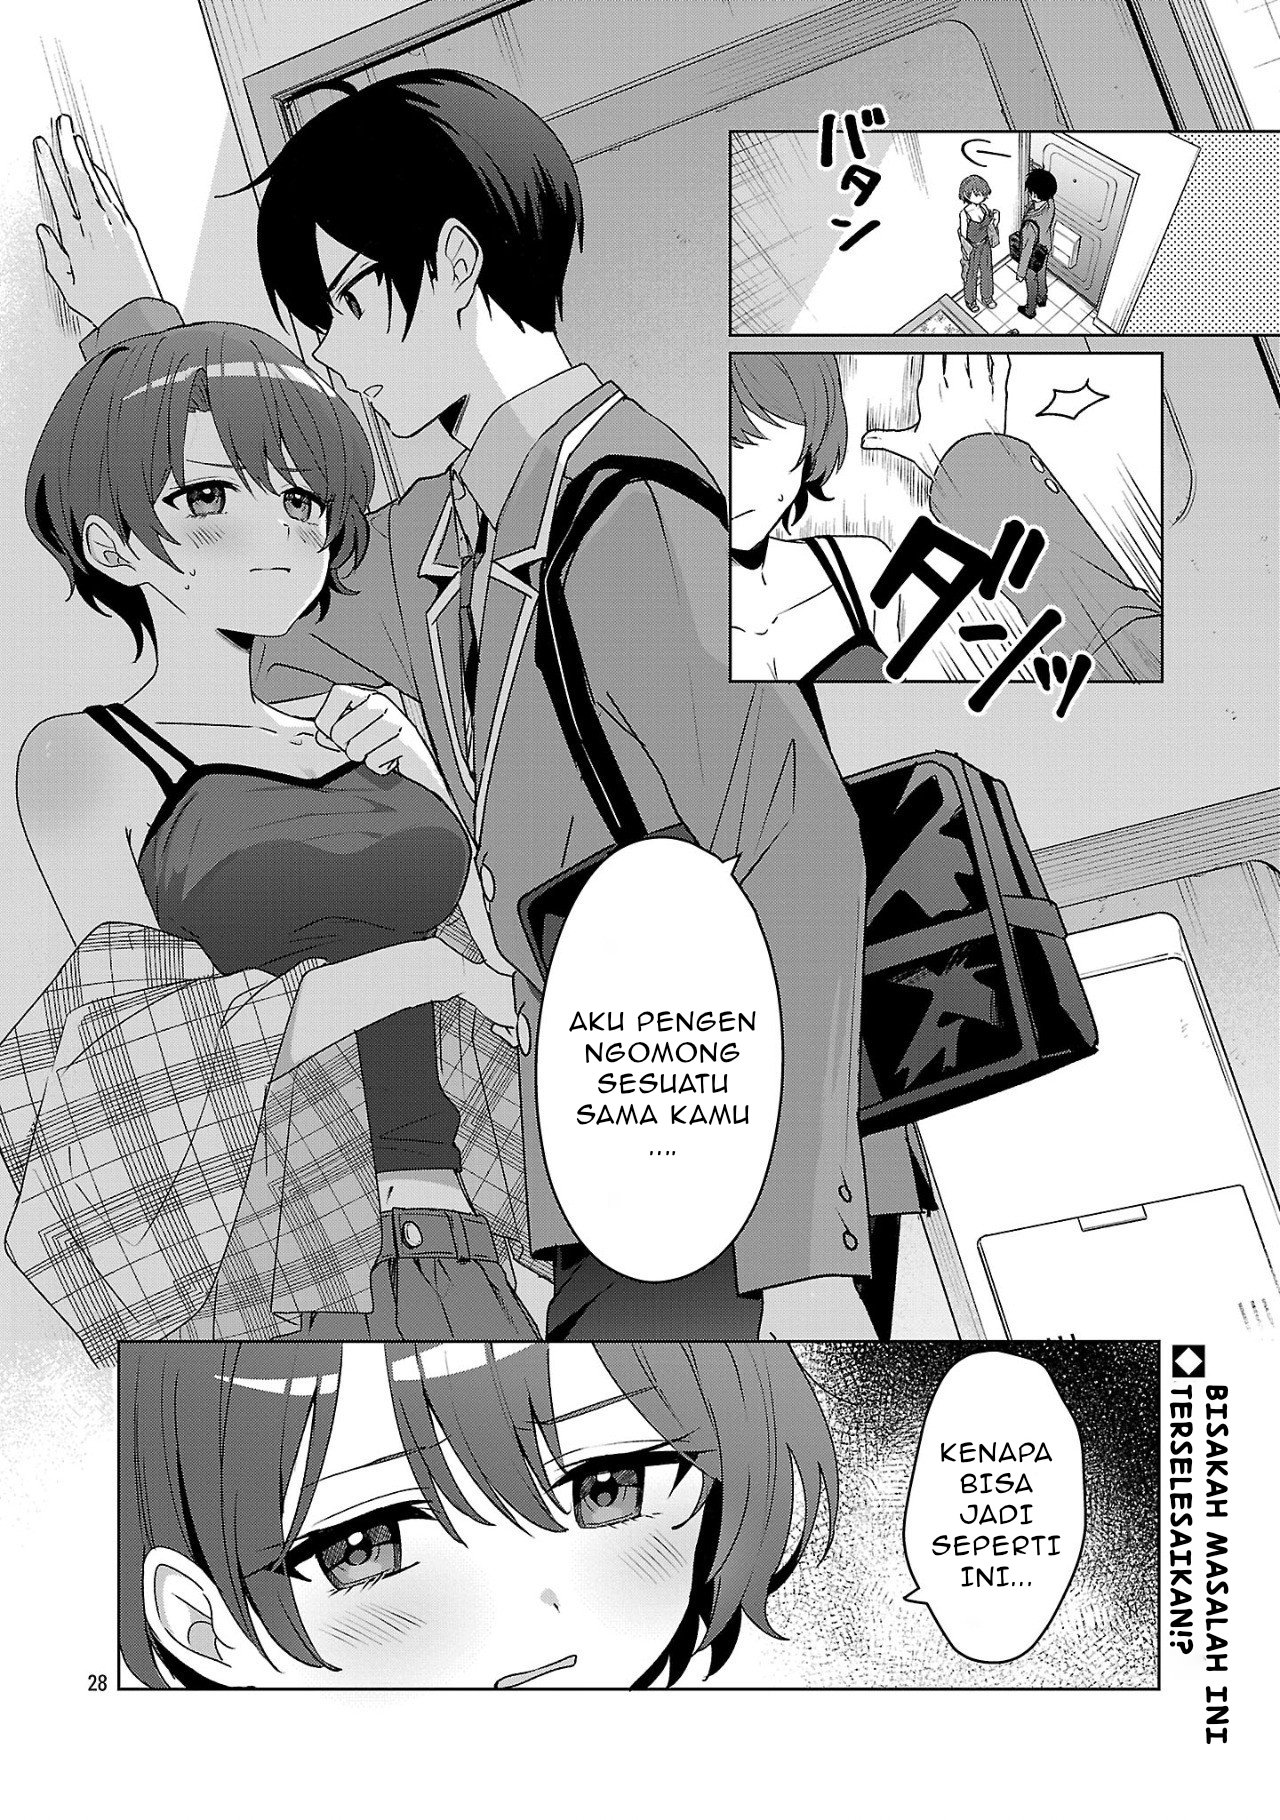 バタン
ダンッ
AKU PENGEN
NGOMONG
SESUATU
SAMA KAMU
....
KENAPA
BISA
JADI
SEPERTI
INI...
BISAKAH MASALAH INI
TERSELESAIKAN!?
28